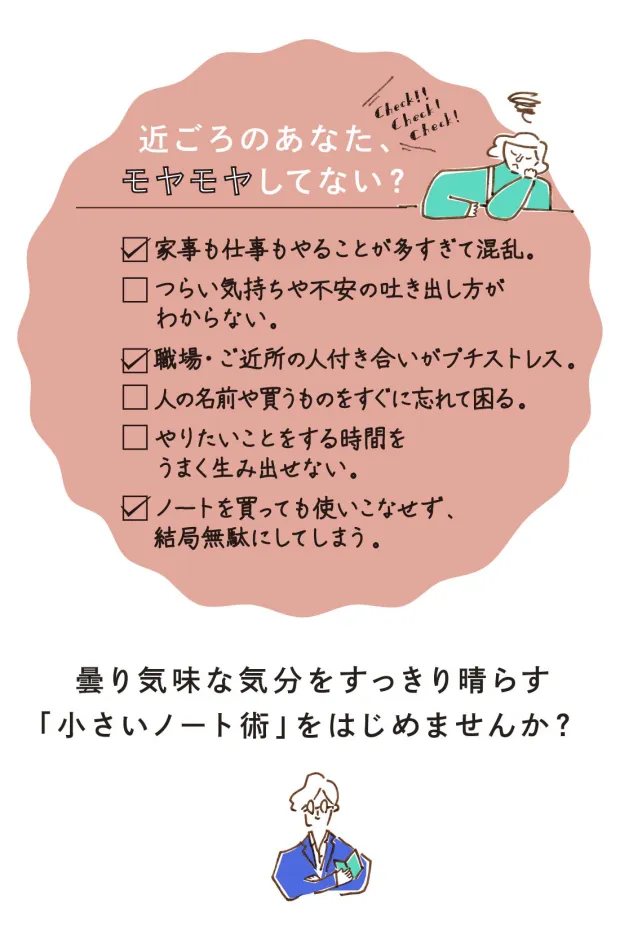 Check!!
Check!
Check!
近ごろのあなた、
モヤモヤしてない?
家事も仕事もやることが多すぎて混乱。
つらい気持ちや不安の吐き出し方が
わからない。
職場・ご近所の人付き合いがプチストレス。
人の名前や買うものをすぐに忘れて困る。
やりたいことをする時間を
うまく生み出せない。
ノートを買っても使いこなせず、
結局無駄にしてしまう。
曇り気味な気分をすっきり晴らす
「小さいノート術」をはじめませんか?